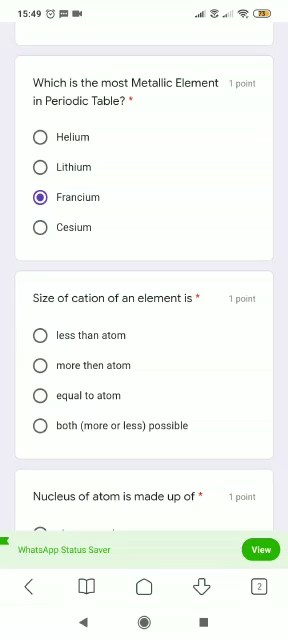 15:49
75
Which is the most Metallic Element 1 point
in Periodic Table? *
Helium
Lithium
Francium
Cesium
Size of cation of an element is * 1 point
less than atom
more then atom
equal to atom
both (more or less) possible
Nucleus of atom is made up of * 1 point
WhatsApp Status Saver
View
2